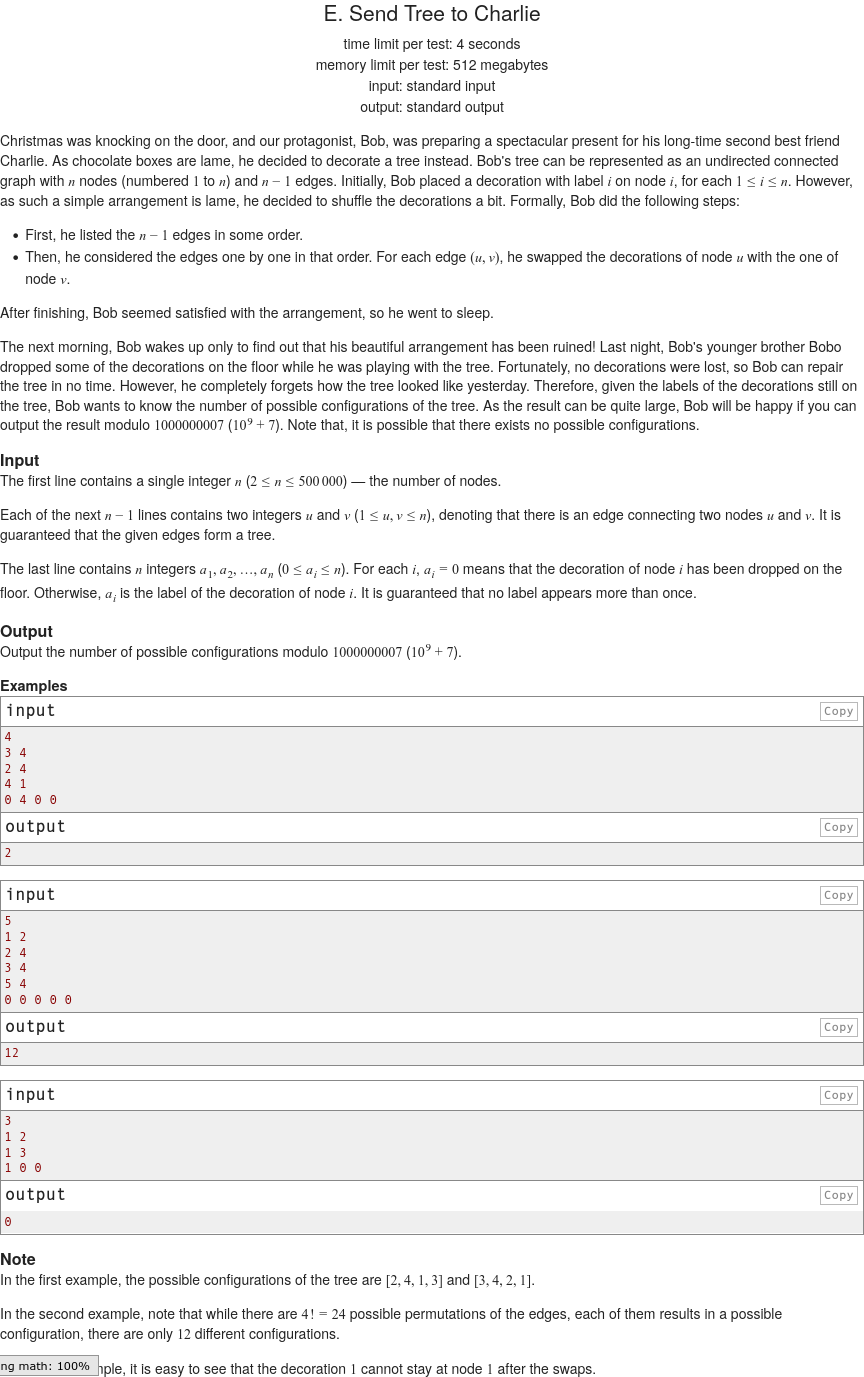 E. Send Tree to Charlie
time limit per test: 4 seconds
memory limit per test: 512 megabytes
input: standard input
output: standard output
Christmas was knocking on the door, and our protagonist, Bob, was preparing a spectacular present for his long-time second best friend
Charlie. As chocolate boxes are lame, he decided to decorate a tree instead. Bob's tree can be represented as an undirected connected
graph with n nodes (numbered 1 to n) and n − 1 edges. Initially, Bob placed a decoration with label i on node i, for each 1 ≤ i ≤ n. However,
as such a simple arrangement is lame, he decided to shuffle the decorations a bit. Formally, Bob did the following steps:
• First, he listed the n − 1 edges in some order.
• Then, he considered the edges one by one in that order. For each edge (u, v), he swapped the decorations of node u with the one of
node v.
After finishing, Bob seemed satisfied with the arrangement, so he went to sleep.
The next morning, Bob wakes up only to find out that his beautiful arrangement has been ruined! Last night, Bob's younger brother Bobo
dropped some of the decorations on the floor while he was playing with the tree. Fortunately, no decorations were lost, so Bob can repair
the tree in no time. However, he completely forgets how the tree looked like yesterday. Therefore, given the labels of the decorations still on
the tree, Bob wants to know the number of possible configurations of the tree. As the result can be quite large, Bob will be happy if you can
output the result modulo 1000000007 (10^9 + 7). Note that, it is possible that there exists no possible configurations.
Input
The first line contains a single integer n (2 ≤ n ≤ 500 000) — the number of nodes.
Each of the next n − 1 lines contains two integers u and v (1 ≤ u, v ≤ n), denoting that there is an edge connecting two nodes u and v. It is
guaranteed that the given edges form a tree.
The last line contains n integers a_1, a_2, ..., a_n (0 ≤ a_i ≤ n). For each i, a_i = 0 means that the decoration of node i has been dropped on the
floor. Otherwise, a_i is the label of the decoration of node i. It is guaranteed that no label appears more than once.
Output
Output the number of possible configurations modulo 1000000007 (10^9 + 7).
Examples
input Copy
4
3 4
2 4
4 1
0 4 0 0
output Copy
2
input Copy
5
1 2
2 4
3 4
5 4
0 0 0 0 0
output Copy
12
input Copy
3
1 2
1 3
1 0 0
output Copy
0
Note
In the first example, the possible configurations of the tree are [2, 4, 1, 3] and [3, 4, 2, 1].
In the second example, note that while there are 4! = 24 possible permutations of the edges, each of them results in a possible
configuration, there are only 12 different configurations.
ng math: 100% nple, it is easy to see that the decoration 1 cannot stay at node 1 after the swaps.